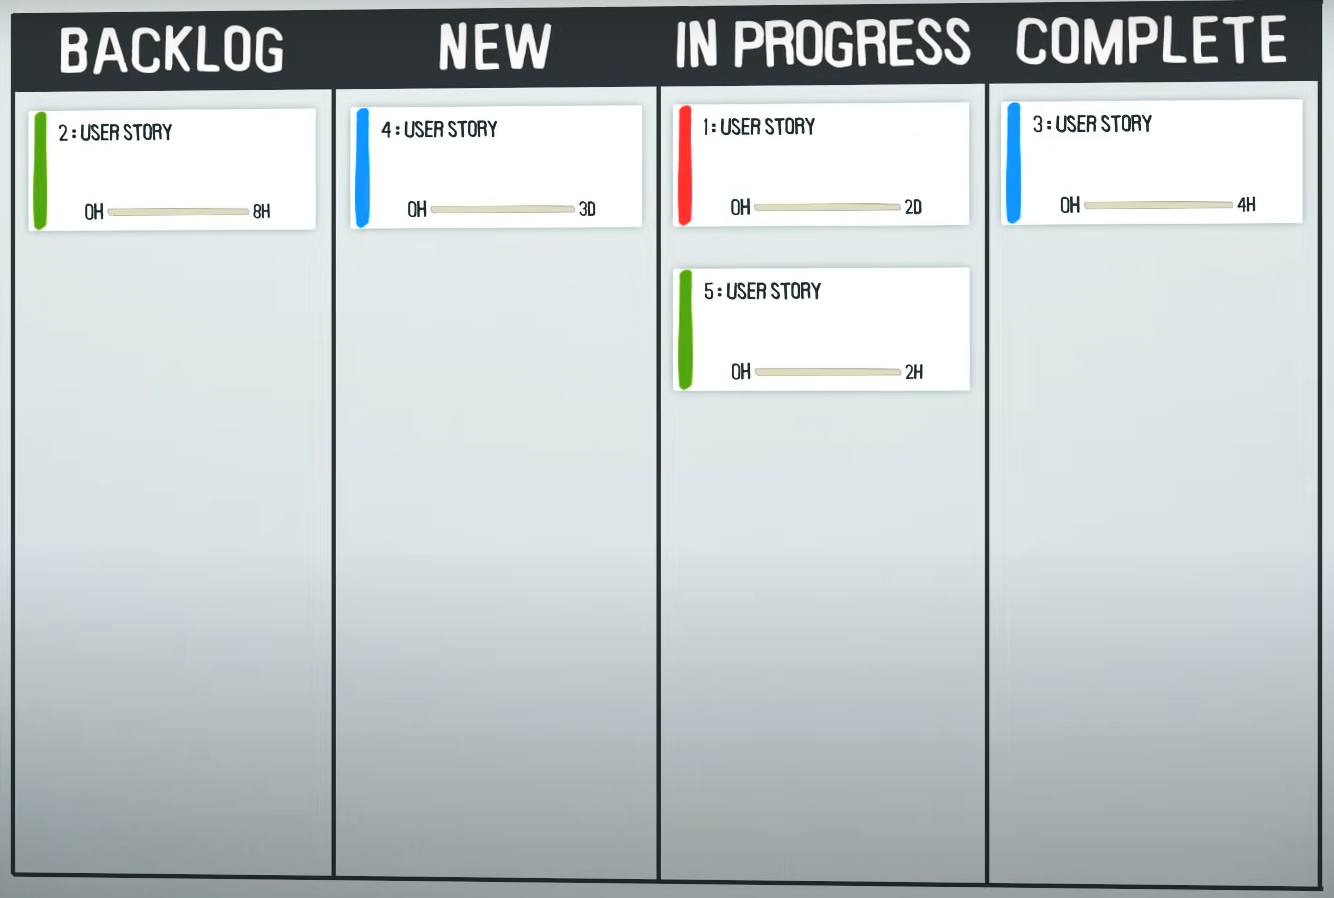 BACKLOG
NEW
IN PROGRESS
COMPLETE
2: USER STORY
0H 8H
4: USER STORY
0H 3D
1: USER STORY
0H 2D
5: USER STORY
0H 2H
3: USER STORY
0H 4H